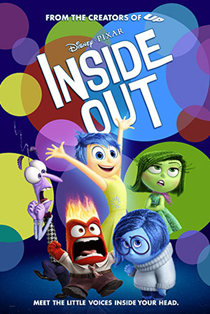 FROM THE CREATORS OF UP
DISNEY · PIXAR
INSIDE
OUT
MEET THE LITTLE VOICES INSIDE YOUR HEAD.